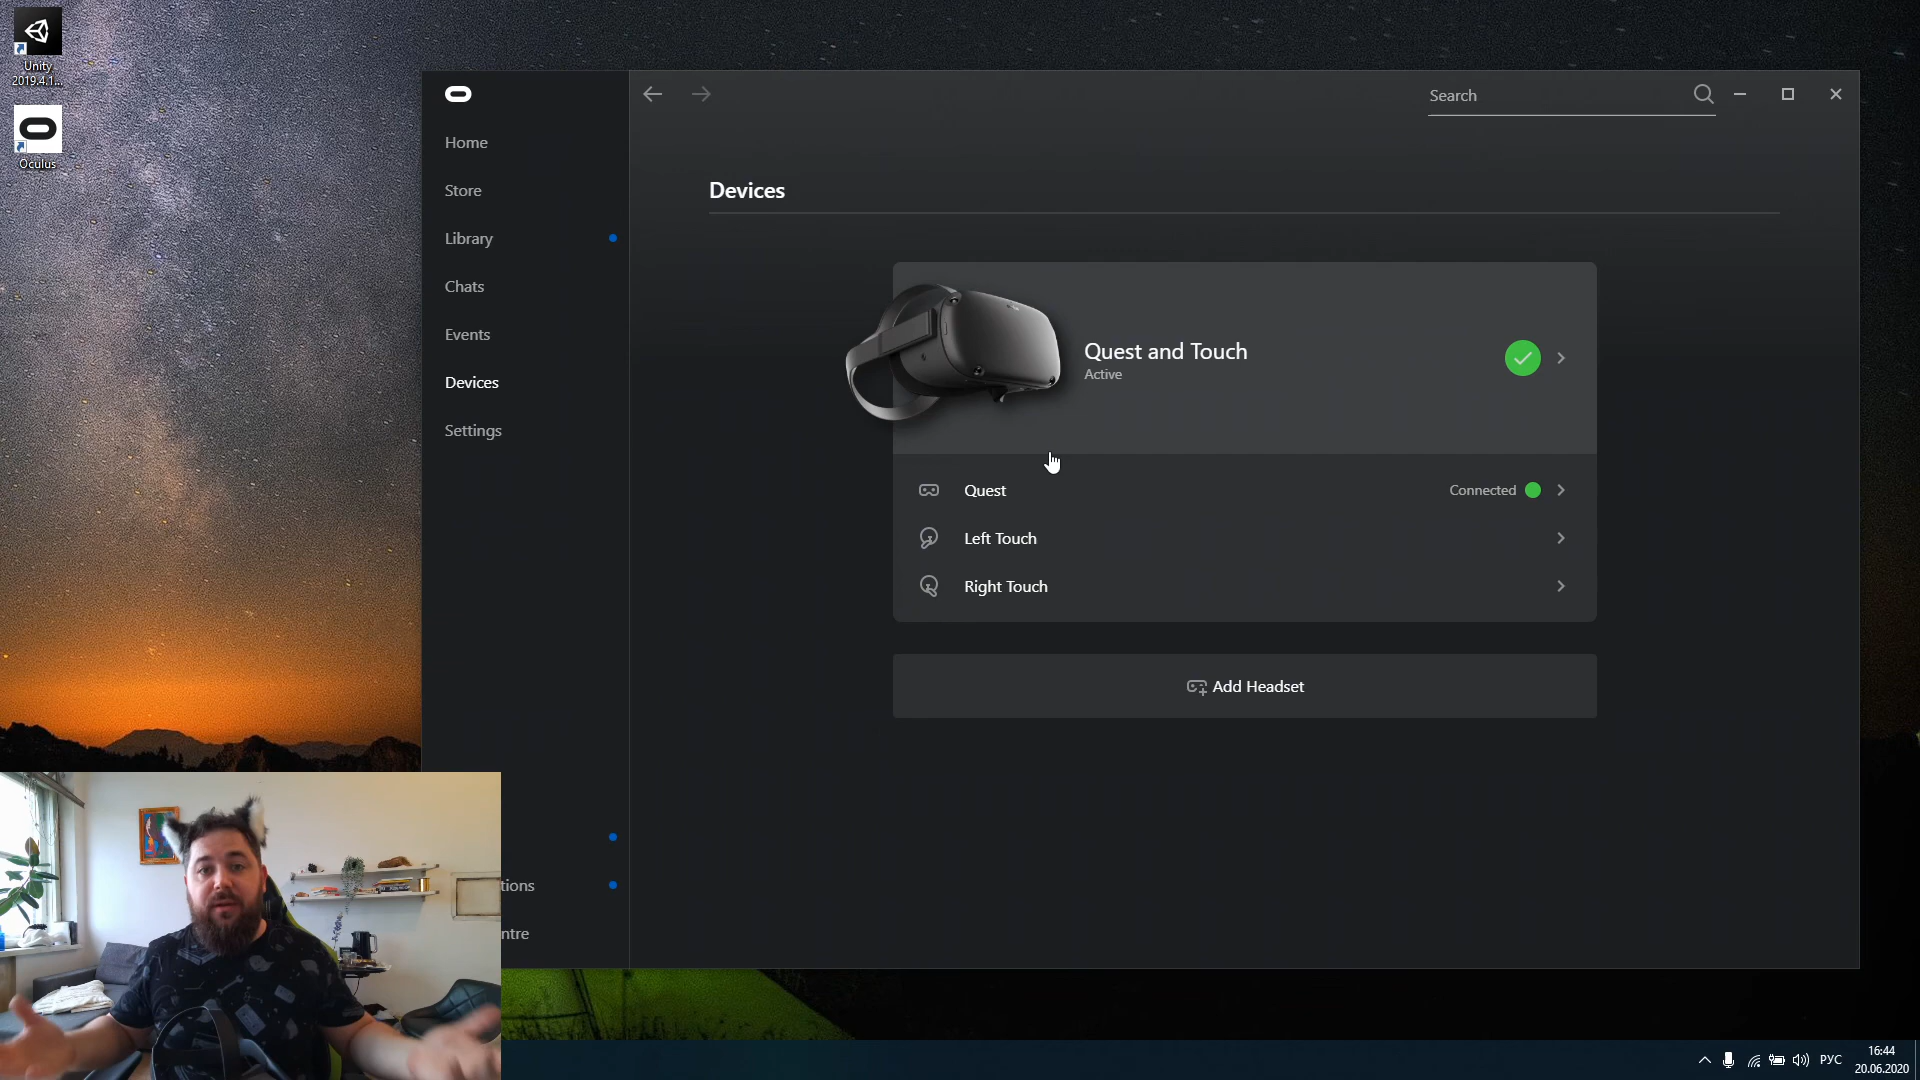 Unity
2019.4.1...
Oculus
Home
Store
Library
Chats
Events
Devices
Settings
tions
ntre
Search
Devices
Quest and Touch
Active
Quest
Connected
Left Touch
Right Touch
Add Headset
РУС
16:44
20.06.2020